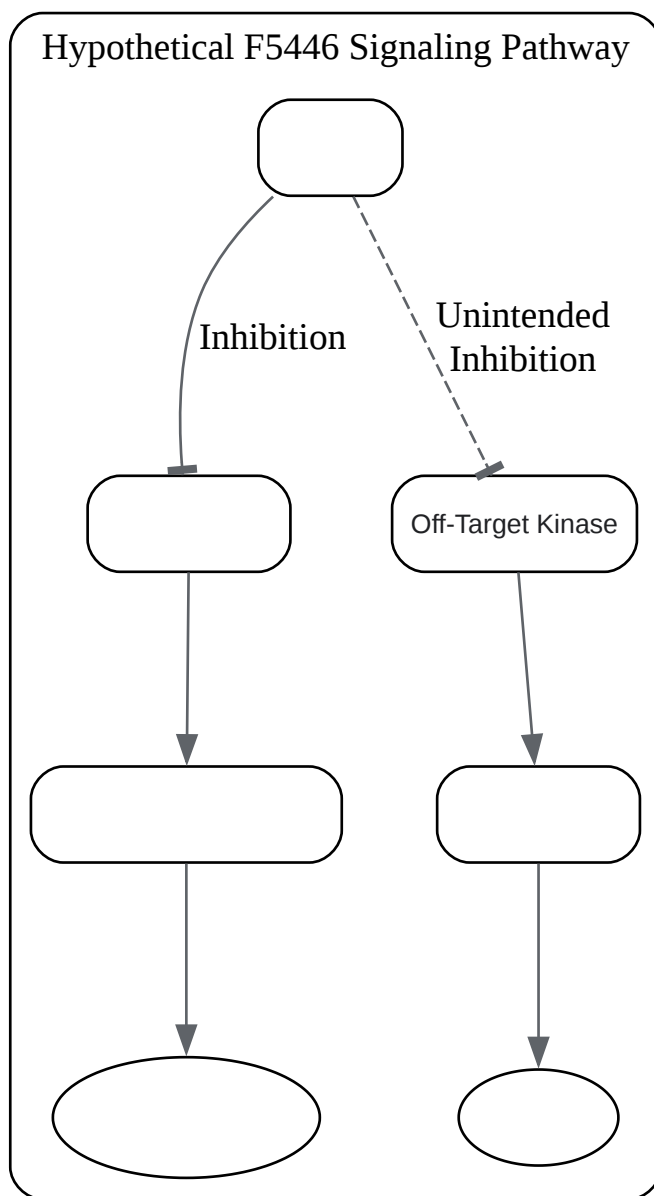 Hypothetical F5446 Signaling Pathway
Inhibition
Unintended
Inhibition
Off-Target Kinase